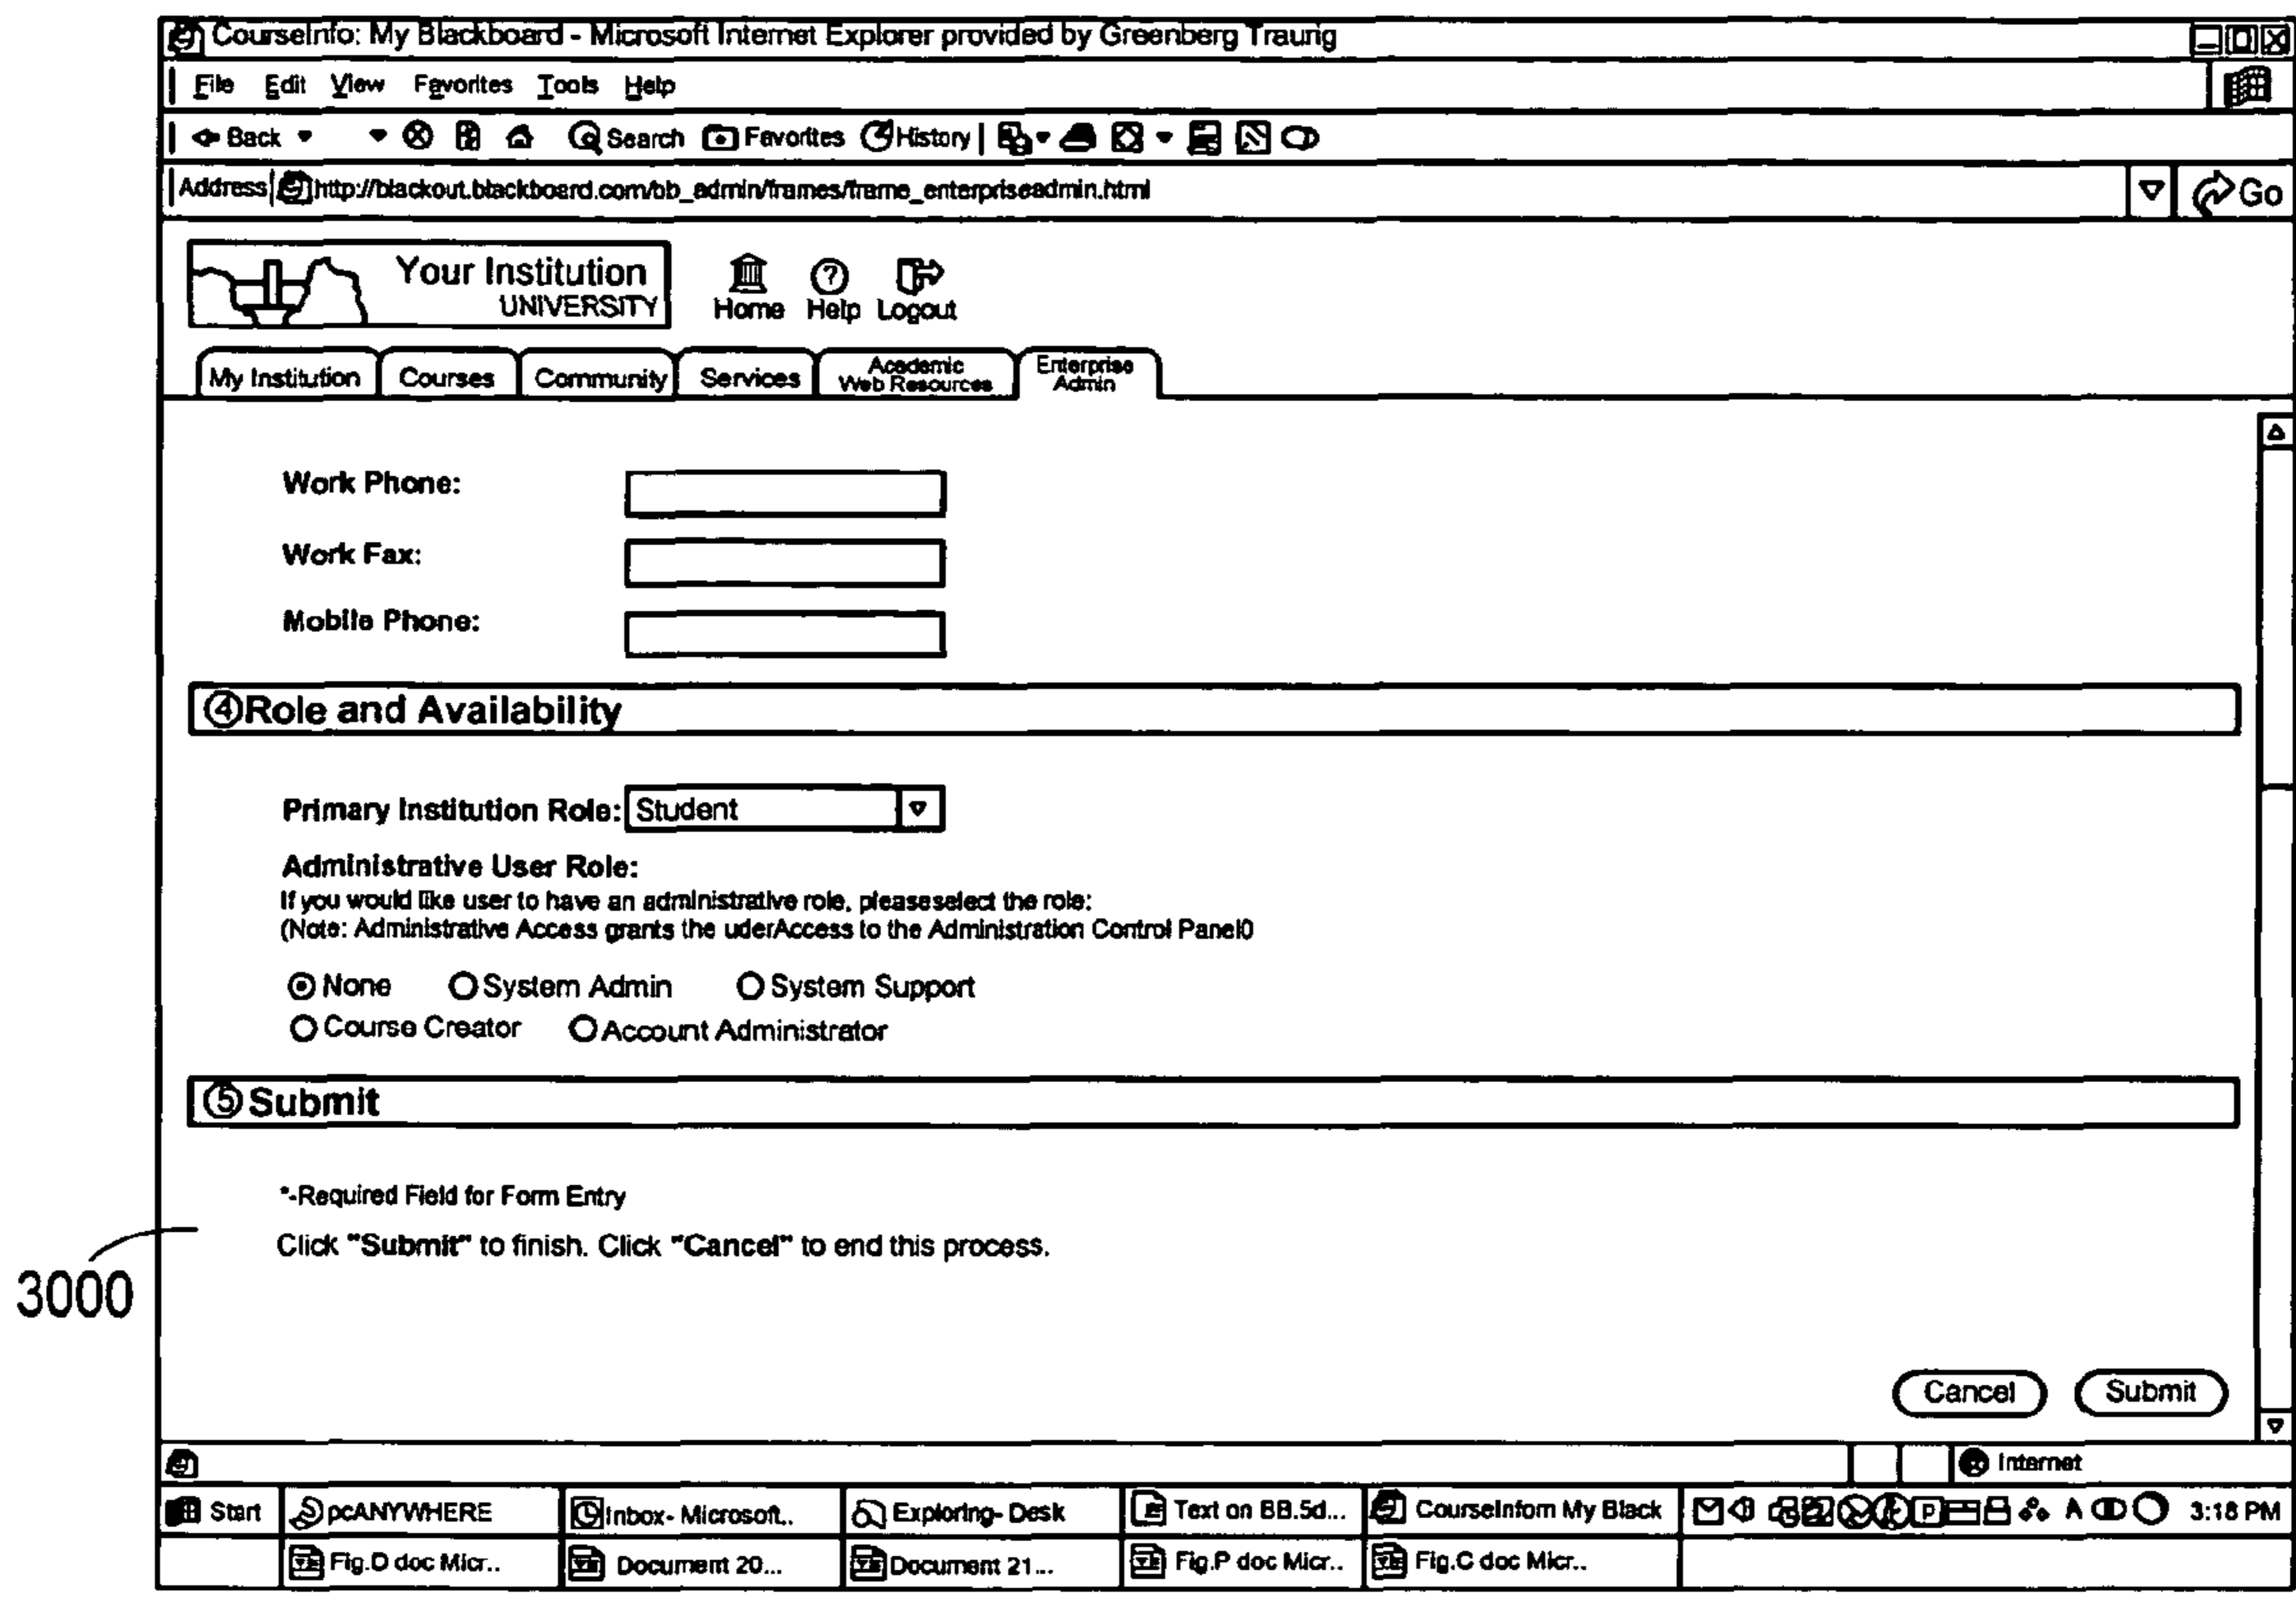 CourseInfo: My Blackboard - Microsoft Internet Explorer provided by Greenberg Traurig
File Edit View Favorites Tools Help
Back Search Favorites History
Address http://blackout.blackboard.com/bb_admin/frames/frame_enterpriseadmin.html Go
Your Institution
UNIVERSITY
Home Help Logout
My Institution Courses Community Services Academic Web Resources Enterprise Admin
Work Phone:
Work Fax:
Mobile Phone:
④Role and Availability
Primary Institution Role: Student
Administrative User Role:
If you would like user to have an administrative role, pleaseselect the role:
(Note: Administrative Access grants the uderAccess to the Administration Control Panel0
None System Admin System Support
Course Creator Account Administrator
⑤Submit
*-Required Field for Form Entry
Click "Submit" to finish. Click "Cancel" to end this process.
3000
Cancel Submit
Internet
Start pcANYWHERE Inbox- Microsoft.. Exploring- Desk Text on BB.5d... CourseInfom My Black 3:18 PM
Fig.D doc Micr.. Document 20... Document 21... Fig.P doc Micr.. Fig.C doc Micr..